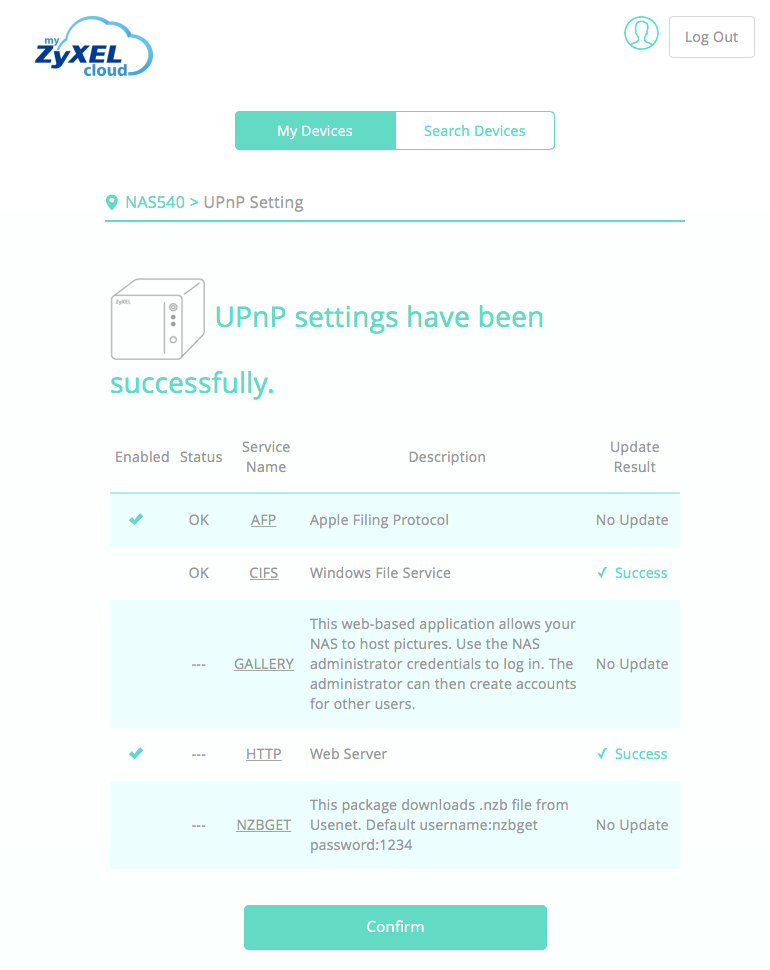 my
ZyXEL
cloud
Log Out
My Devices
Search Devices
NAS540 > UPnP Setting
ZyXEL
UPnP settings have been
successfully.
Enabled Status Service Name Description Update Result
OK AFP Apple Filing Protocol No Update
OK CIFS Windows File Service ✓ Success
This web-based application allows your
NAS to host pictures. Use the NAS
--- GALLERY administrator credentials to log in. The No Update
administrator can then create accounts
for other users.
--- HTTP Web Server ✓ Success
This package downloads .nzb file from
--- NZBGET Usenet. Default username:nzbget No Update
password:1234
Confirm